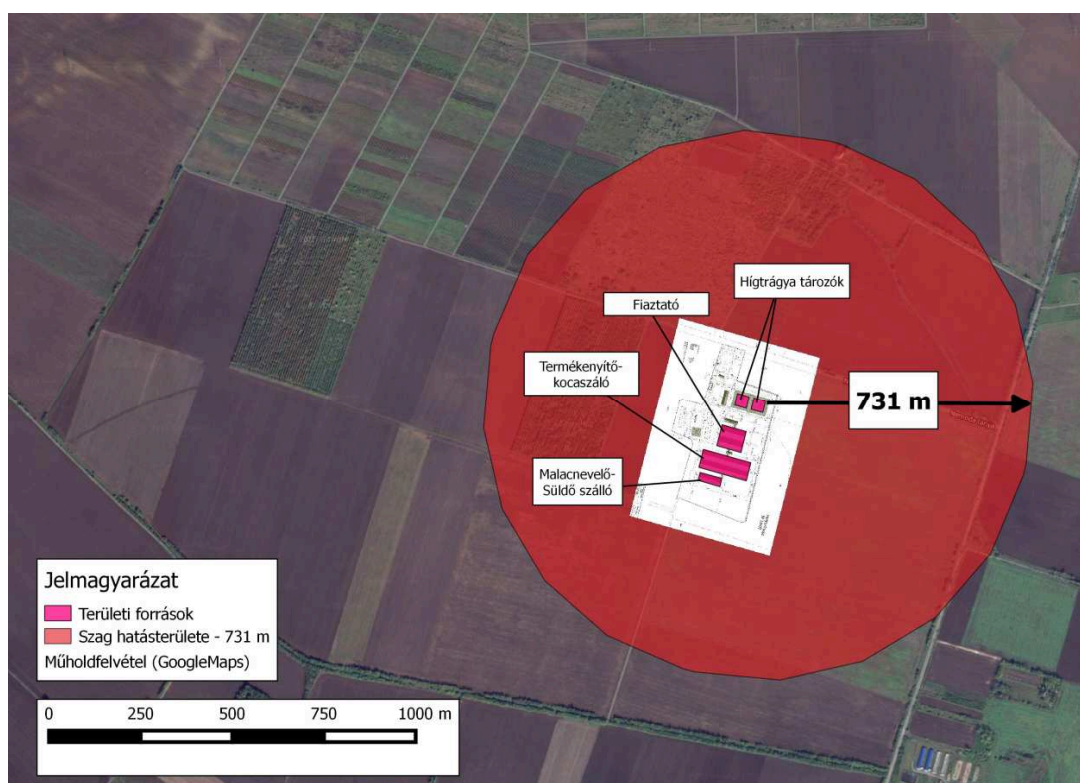 Hígtrágya tározók
Fiaztató
Termékenyítő-
kocaszáló
731 m
Malacnevelő-
Süldő szálló
Jelmagyarázat
Területi források
Szag hatásterülete - 731 m
Műholdfelvétel (GoogleMaps)
0 250 500 750 1000 m